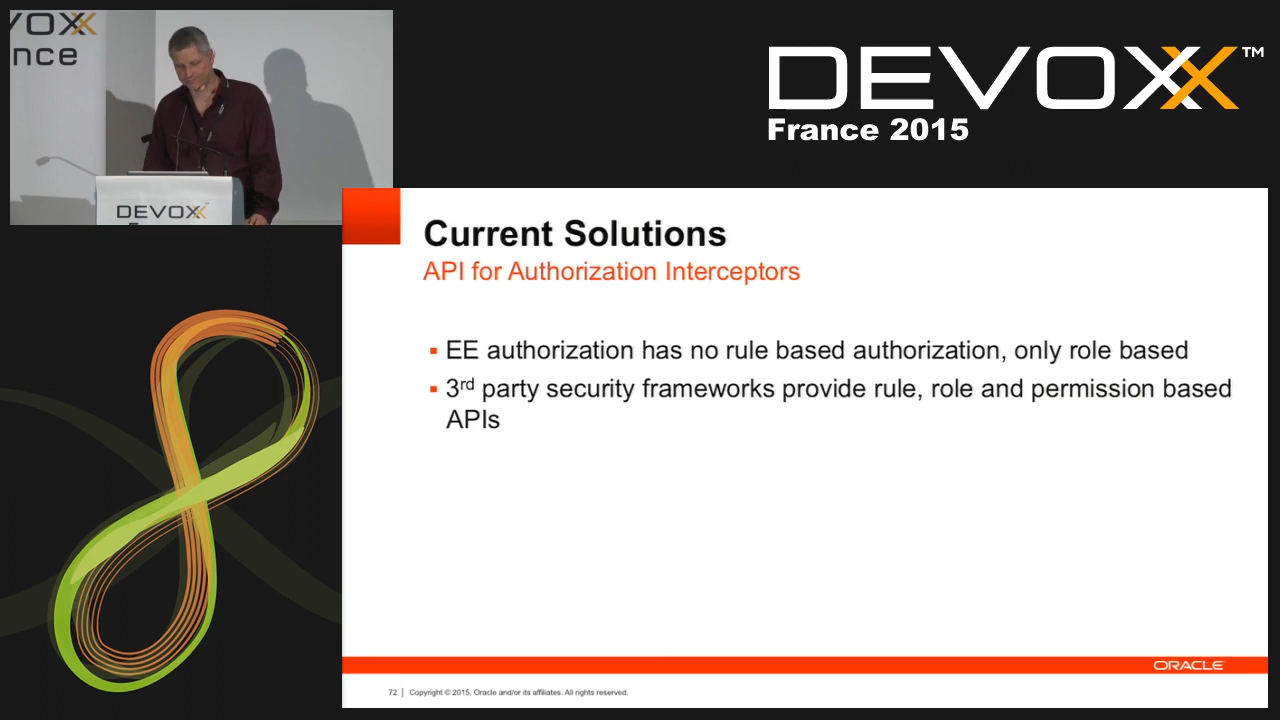 VOXX
nce
DEVOXX
DEVOXX™
France 2015
Current Solutions
API for Authorization Interceptors
▪ EE authorization has no rule based authorization, only role based
▪ 3rd party security frameworks provide rule, role and permission based
APIs
ORACLE
72 | Copyright © 2015, Oracle and/or its affiliates. All rights reserved.